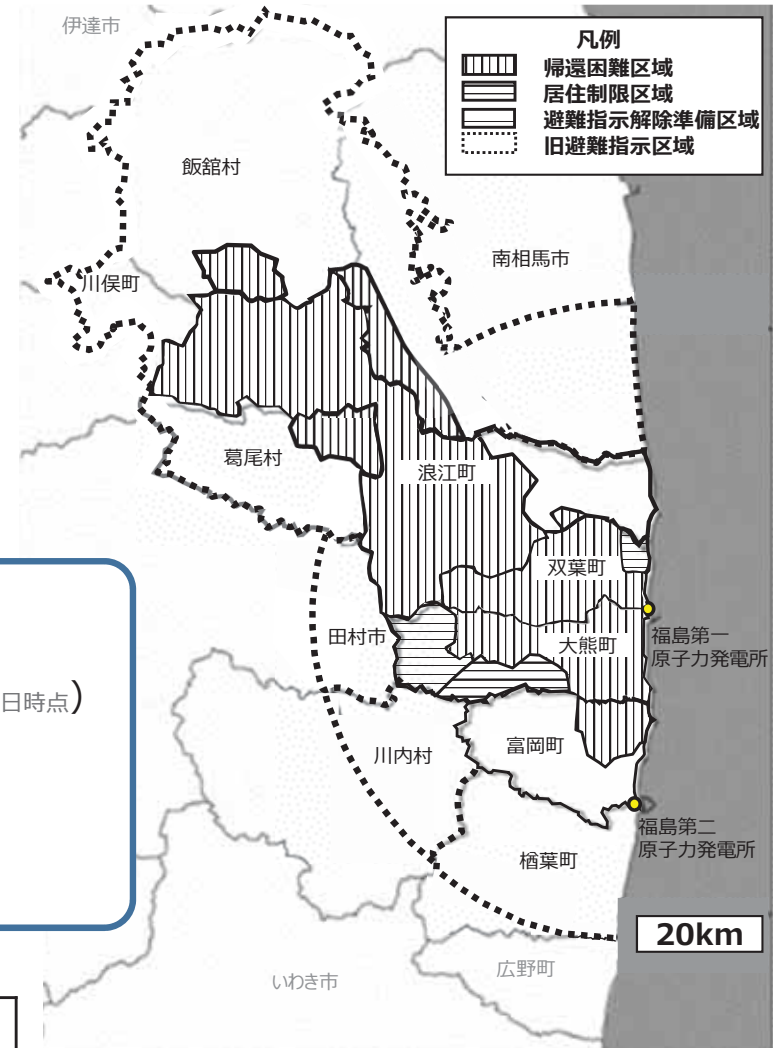 伊達市
凡例
帰還困難区域
居住制限区域
避難指示解除準備区域
旧避難指示区域
飯舘村
南相馬市
川俣町
葛尾村
浪江町
双葉町
田村市
大熊町
福島第一
原子力発電所
日時点)
川内村
富岡町
福島第二
原子力発電所
楢葉町
20km
いわき市
広野町